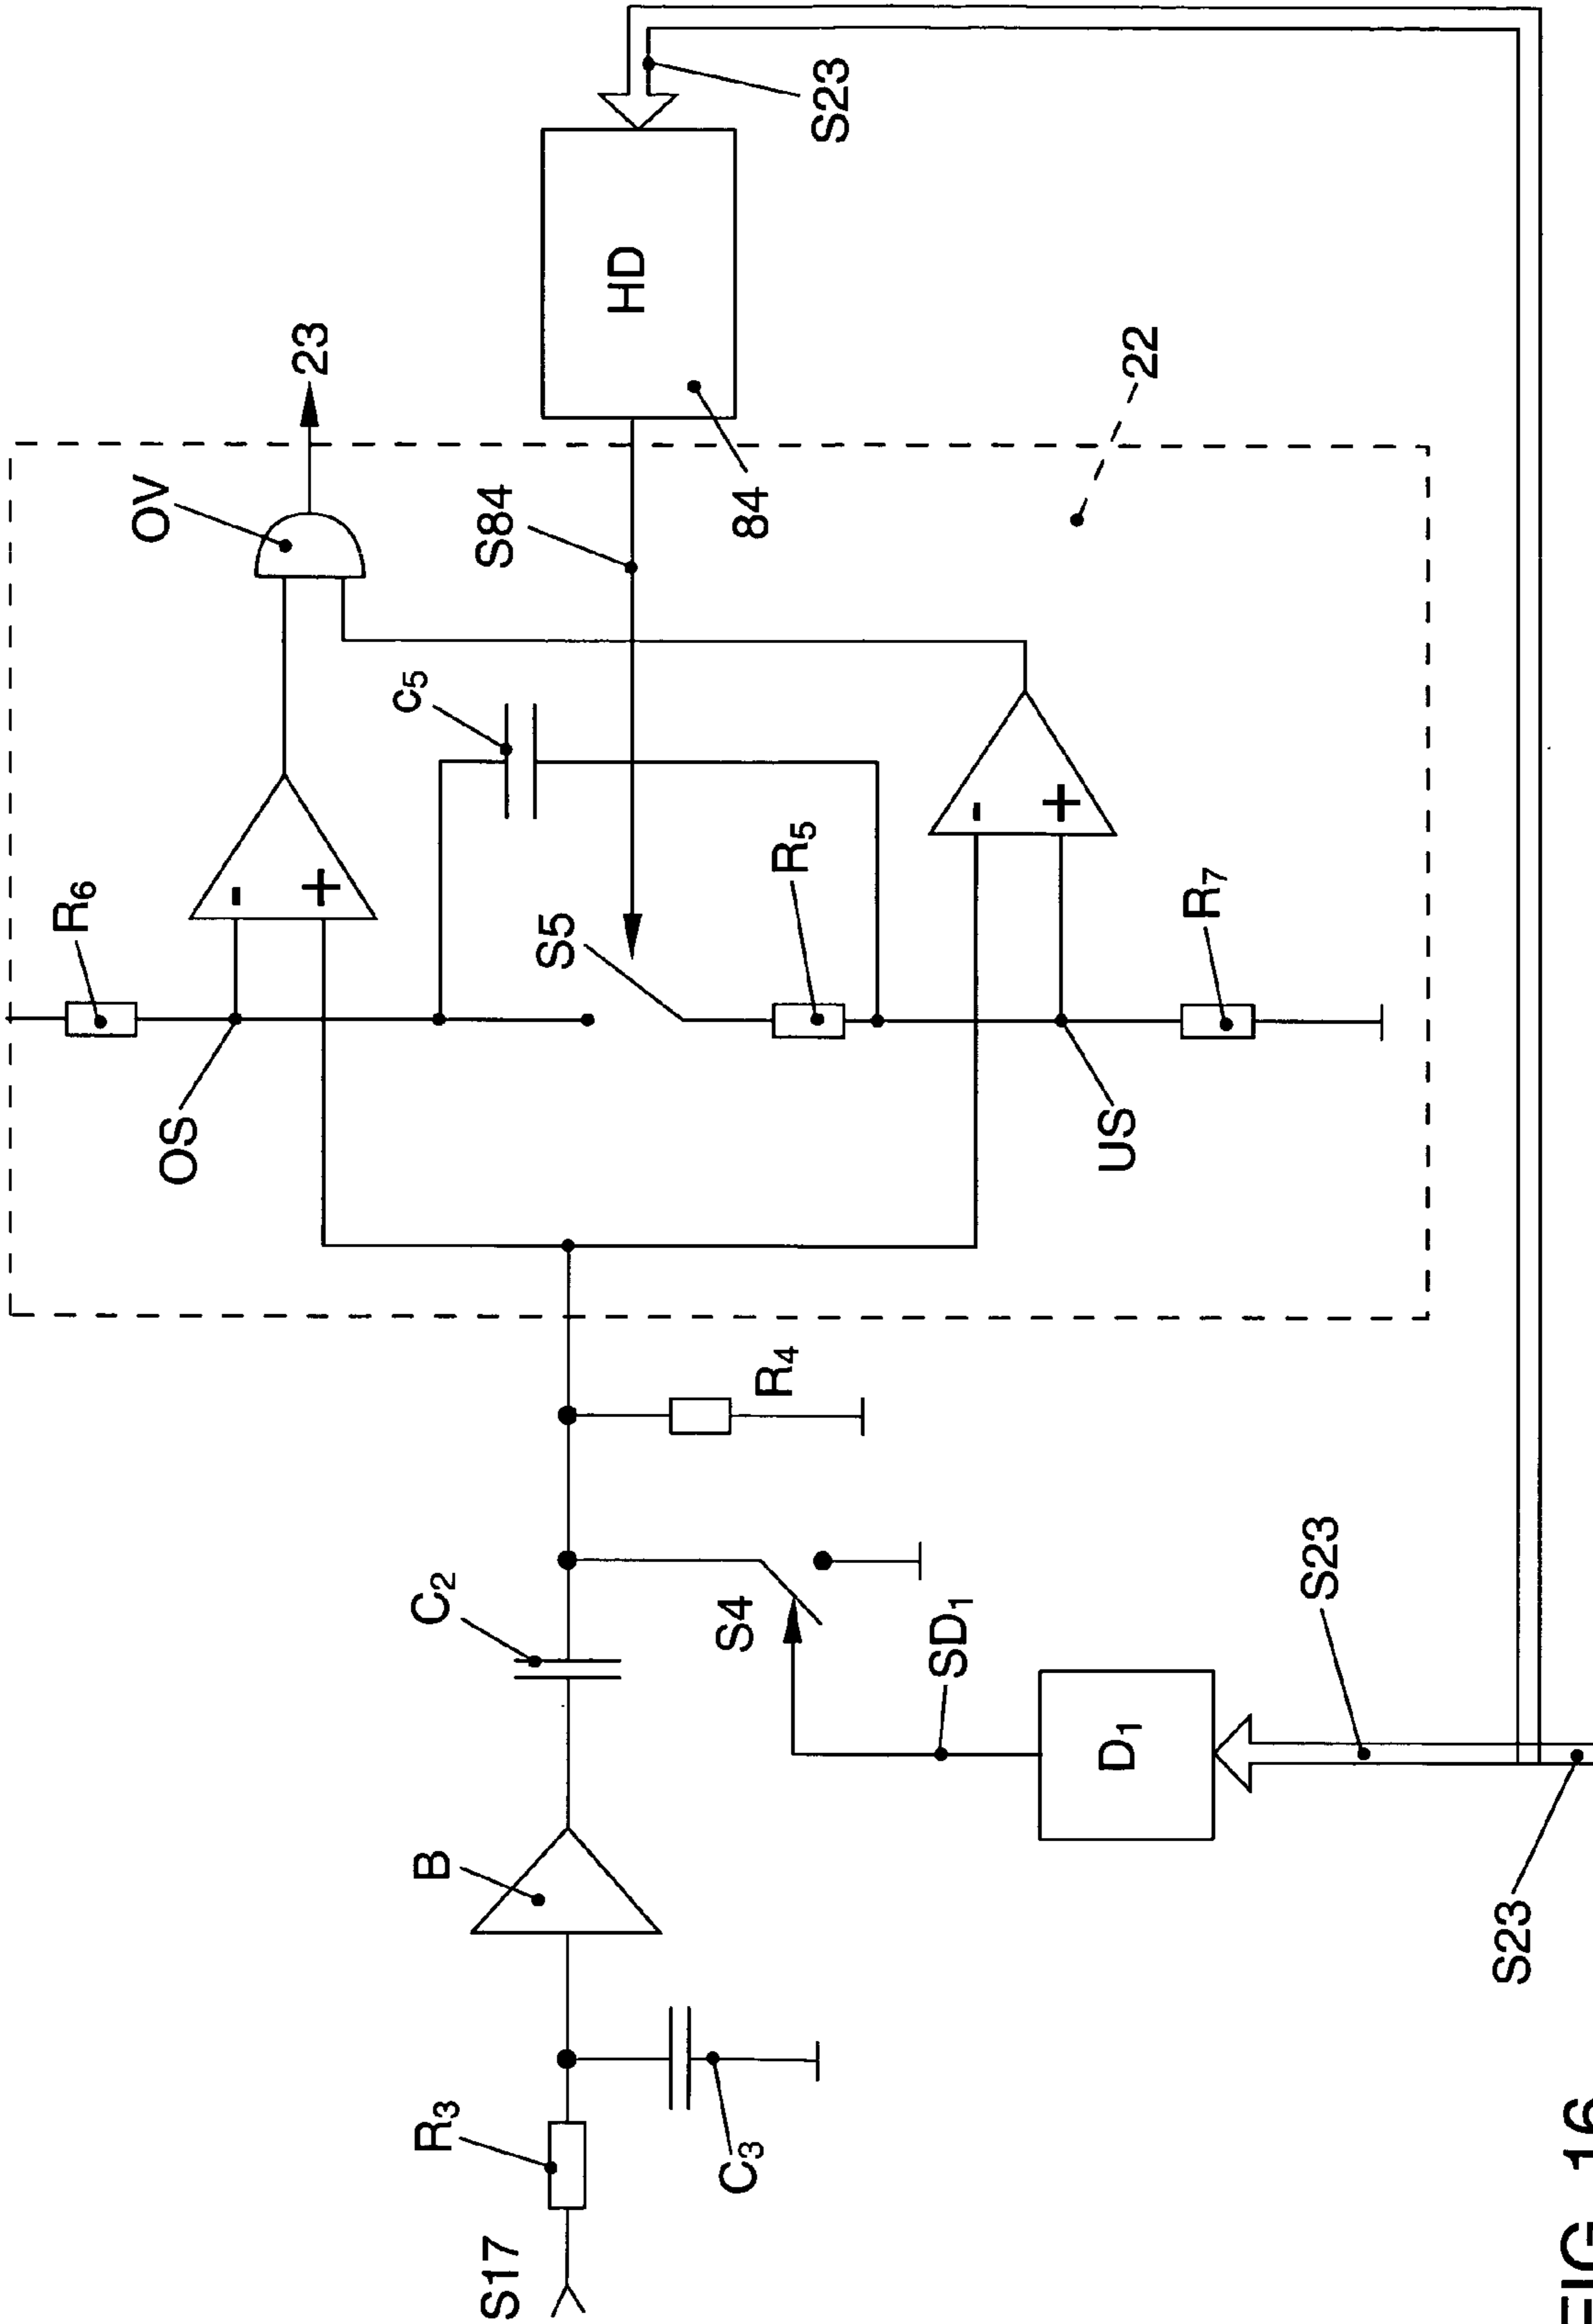 S17
R3
C3
B
C2
S4
SD1
D1
S23
S23
R4
22
OS
R6
-
+
OV
23
c5
S5
S84
R5
US
-
+
R7
HD
84
S23
FIG. 16